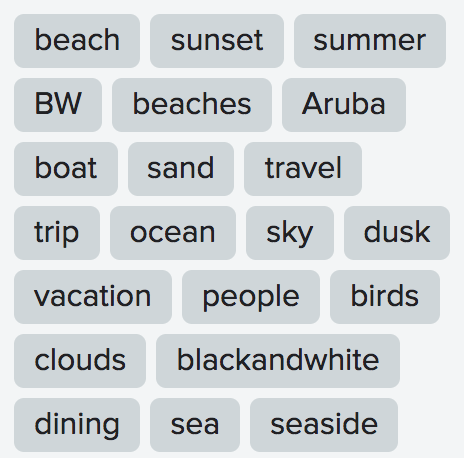 beach sunset summer
BW beaches Aruba
boat sand travel
trip ocean sky dusk
vacation people birds
clouds blackandwhite
dining sea seaside